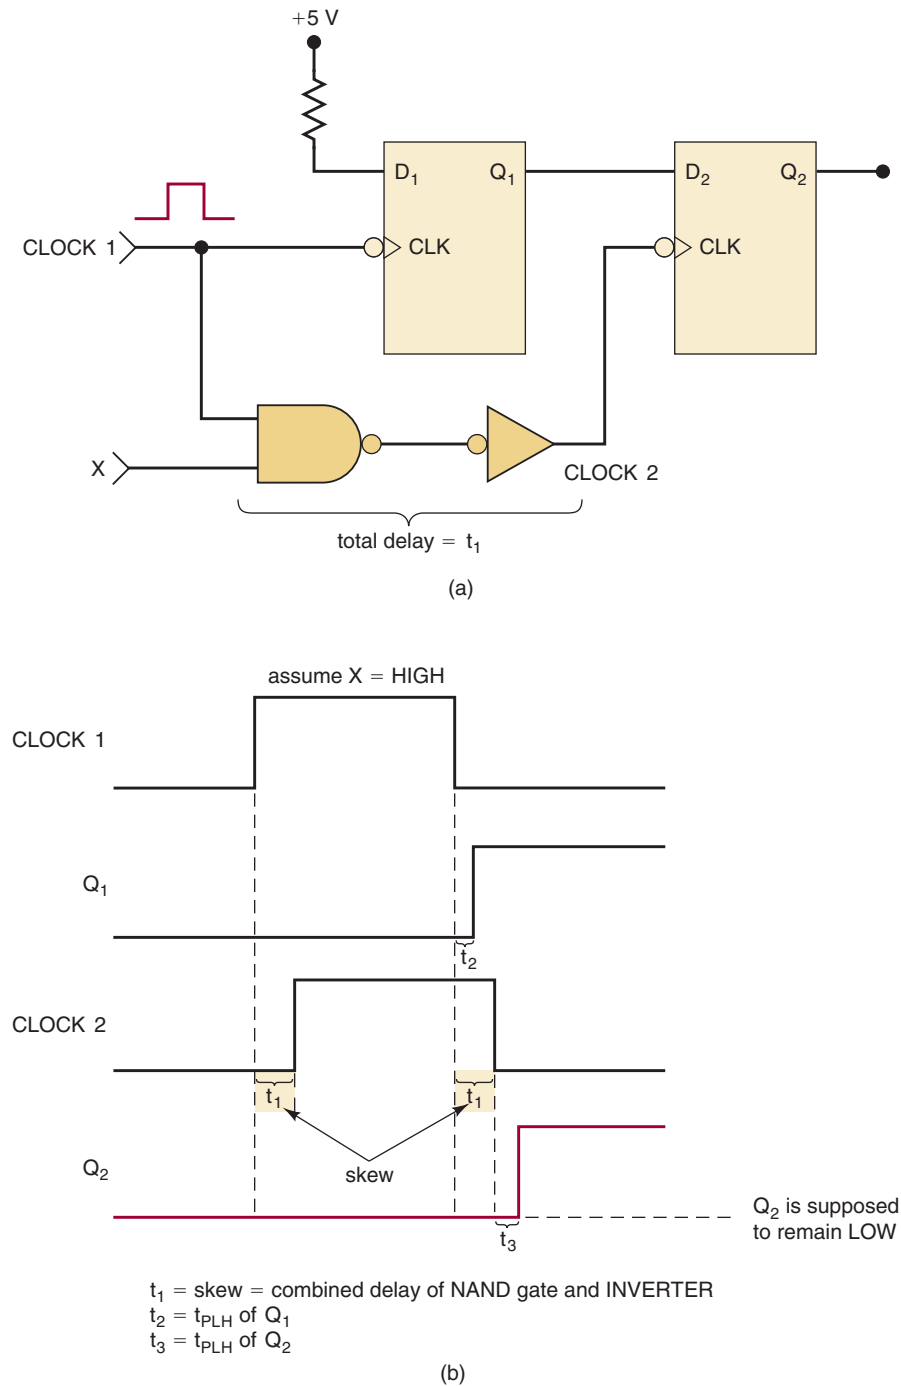 +5 V
D1 Q1 D2 Q2
CLOCK 1 CLK CLK
X
CLOCK 2
total delay = t1
(a)
assume X = HIGH
CLOCK 1
Q1
t2
CLOCK 2
t1 t1
skew
Q2
Q2 is supposed
to remain LOW
t3
t1 = skew = combined delay of NAND gate and INVERTER
t2 = tPLH of Q1
t3 = tPLH of Q2
(b)